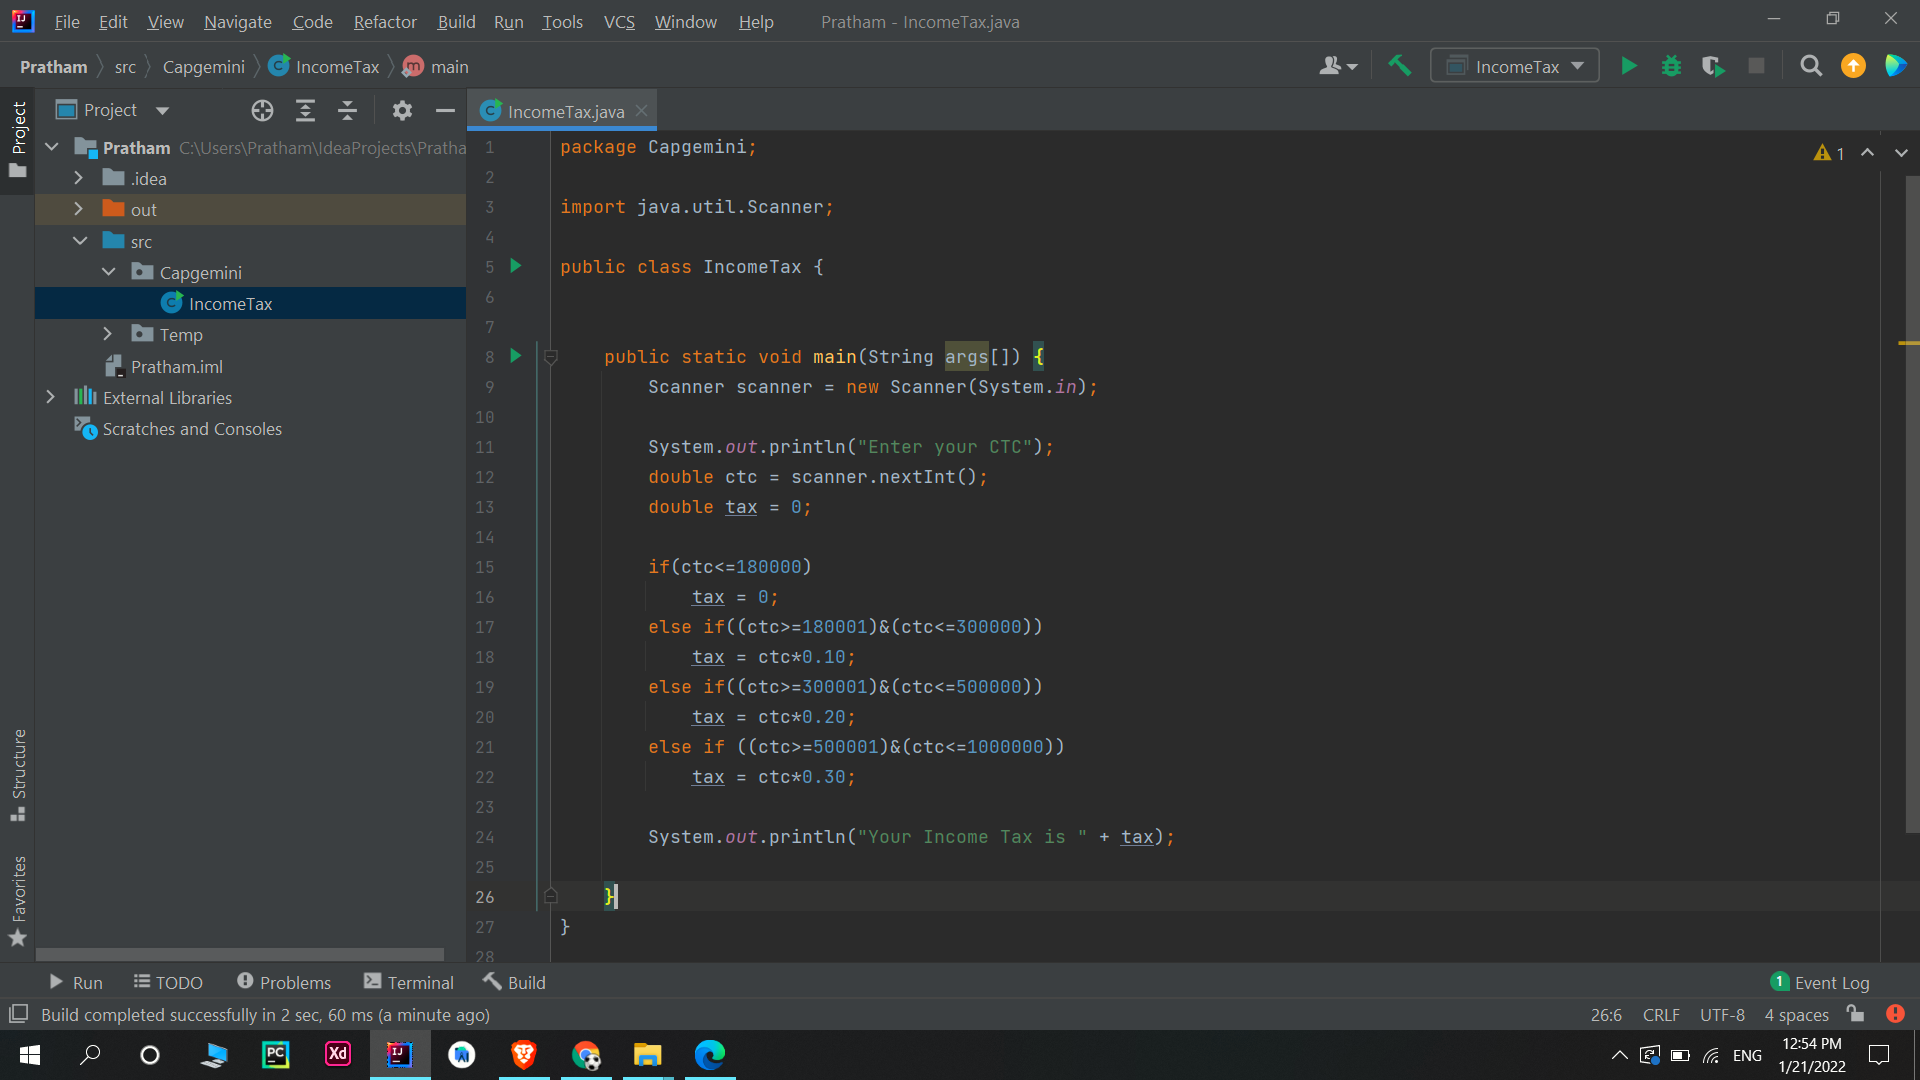 File Edit View Navigate Code Refactor Build Run Tools VCS Window Help Pratham - IncomeTax.java
Pratham src Capgemini IncomeTax main IncomeTax
Project
IncomeTax.java
Project
Pratham C:\Users\Pratham\IdeaProjects\Pratha
.idea
out
src
Capgemini
IncomeTax
Temp
Pratham.iml
External Libraries
Scratches and Consoles
Structure
Favorites
1 package Capgemini;
1
2
3 import java.util.Scanner;
4
5 public class IncomeTax {
6
7
8 public static void main(String args[]) {
9 Scanner scanner = new Scanner(System.in);
10
11 System.out.println("Enter your CTC");
12 double ctc = scanner.nextInt();
13 double tax = 0;
14
15 if(ctc<=180000)
16 tax = 0;
17 else if((ctc>=180001)&(ctc<=300000))
18 tax = ctc*0.10;
19 else if((ctc>=300001)&(ctc<=500000))
20 tax = ctc*0.20;
21 else if ((ctc>=500001)&(ctc<=1000000))
22 tax = ctc*0.30;
23
24 System.out.println("Your Income Tax is " + tax);
25
26 }
27 }
28
Run TODO Problems Terminal Build 1 Event Log
Build completed successfully in 2 sec, 60 ms (a minute ago) 26:6 CRLF UTF-8 4 spaces
PC Xd IJ ENG 12:54 PM
1/21/2022